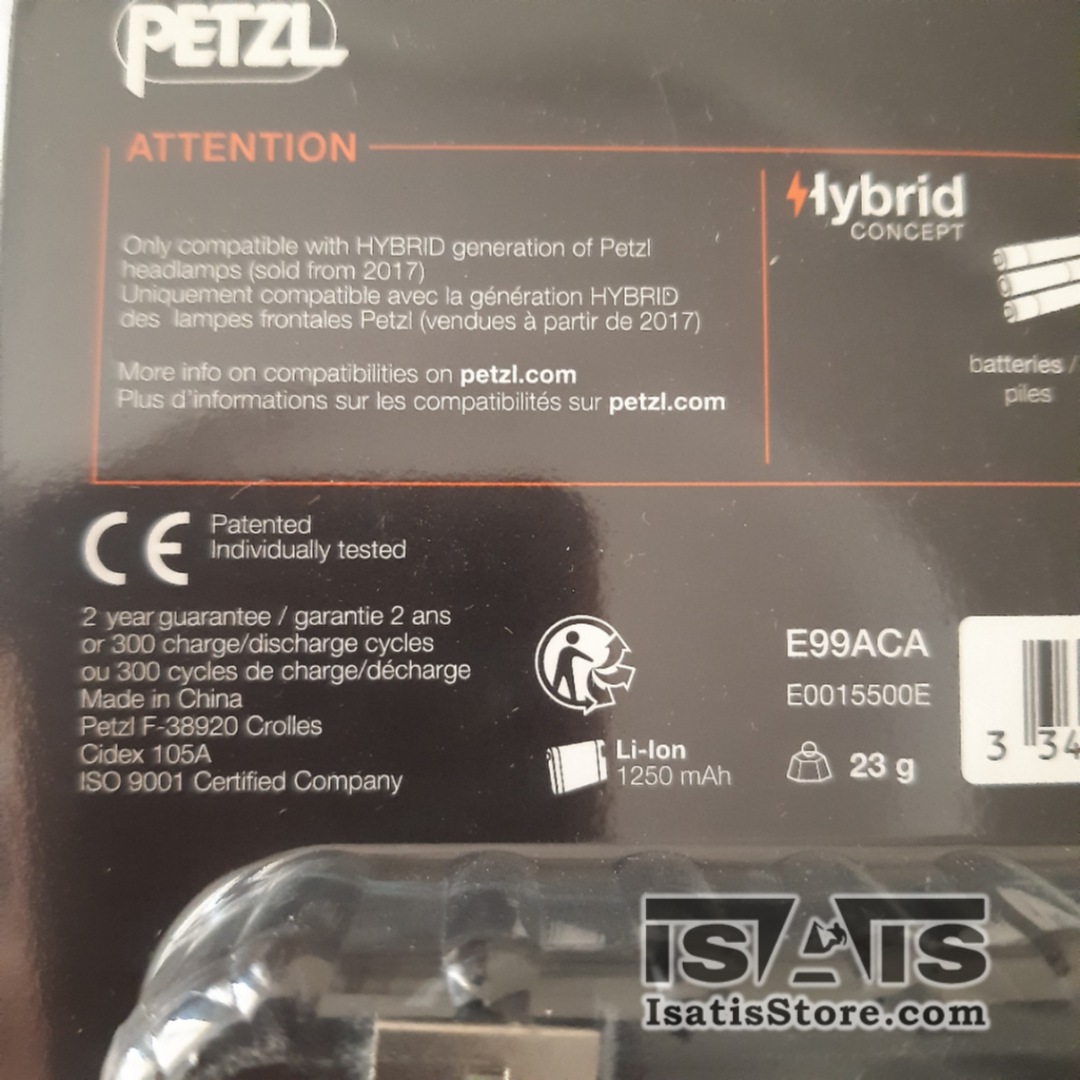 PETZL
ATTENTION
Only compatible with HYBRID generation of Petzl
headlamps (sold from 2017)
Uniquement compatible avec la génération HYBRID
des lampes frontales Petzl (vendues à partir de 2017)
More info on compatibilities on petzl.com
Plus d'informations sur les compatibilités sur petzl.com
Hybrid
CONCEPT
batteries /
piles
CE Patented
Individually tested
2 year guarantee / garantie 2 ans
or 300 charge/discharge cycles
ou 300 cycles de charge/décharge
Made in China
Petzl F-38920 Crolles
Cidex 105A
ISO 9001 Certified Company
Li-Ion
1250 mAh
E99ACA
E0015500E
23 g
3 34
ISATIS
IsatisStore.com